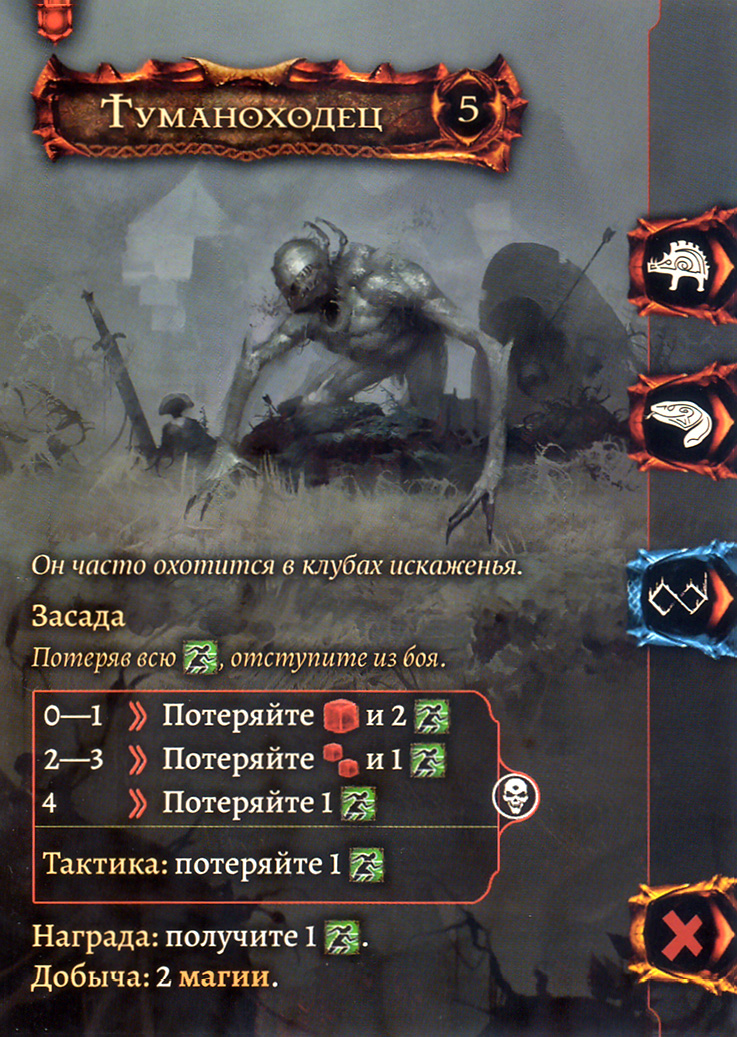 Туманоходец 5
Он часто охотится в клубах искаженья.
Засада
Потеряв всю , отступите из боя.
0—1 Потеряйте и 2
2—3 Потеряйте и 1
4 Потеряйте 1
Тактика: потеряйте 1
Награда: получите 1 .
Добыча: 2 магии.